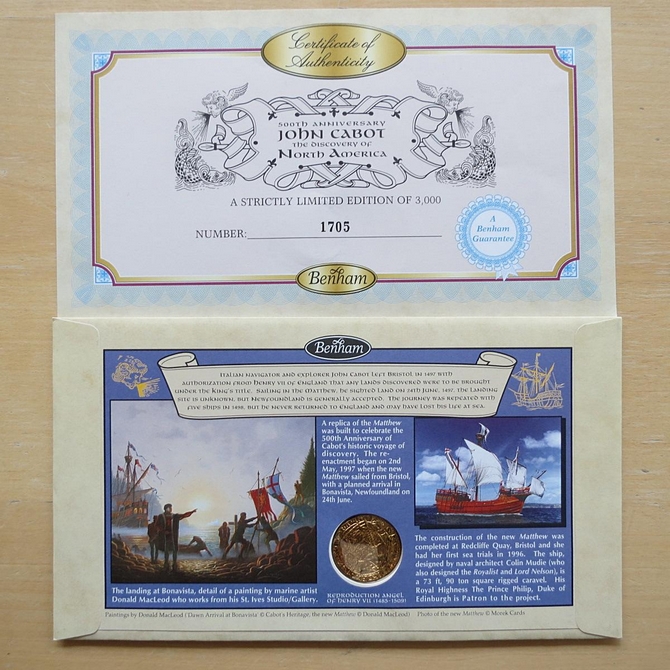 Certificate of
Authenticity
500TH ANNIVERSARY
JOHN CABOT
THE DISCOVERY OF
NORTH AMERICA
A STRICTLY LIMITED EDITION OF 3,000
NUMBER: 1705
A
Benham
Guarantee
Benham
Benham
ITALIAN NAVIGATOR AND EXPLORER JOHN CABOT LEFT BRISTOL IN 1497 WITH
AUTHORIZATION FROM HENRY VII OF ENGLAND THAT ANY LANDS DISCOVERED WERE TO BE BROUGHT
UNDER THE KING'S TITLE. SAILING IN THE MATTHEW, HE SIGHTED LAND ON 24TH JUNE, 1497. THE LANDING
SITE IS UNKNOWN, BUT NEWFOUNDLAND IS GENERALLY ACCEPTED. THE JOURNEY WAS REPEATED WITH
FIVE SHIPS IN 1498, BUT HE NEVER RETURNED TO ENGLAND AND MAY HAVE LOST HIS LIFE AT SEA.
A replica of the Matthew
was built to celebrate the
500th Anniversary of
Cabot's historic voyage of
discovery. The re-
enactment began on 2nd
May, 1997 when the new
Matthew sailed from Bristol,
with a planned arrival in
Bonavista, Newfoundland on
24th June.
The construction of the new Matthew was
completed at Redcliffe Quay, Bristol and she
had her first sea trials in 1996. The ship,
designed by naval architect Colin Mudie (who
also designed the Royalist and Lord Nelson), is
a 73 ft, 90 ton square rigged caravel. His
Royal Highness The Prince Philip, Duke of
Edinburgh is Patron to the project.
The landing at Bonavista, detail of a painting by marine artist
Donald MacLeod who works from his St. Ives Studio/Gallery.
REPRODUCTION ANGEL
OF HENRY VII (1485-1509)
Paintings by Donald MacLeod ('Dawn Arrival at Bonavista' © Cabot's Heritage, the new Matthew © Donald MacLeod) Photo of the new Matthew © Morek Cards